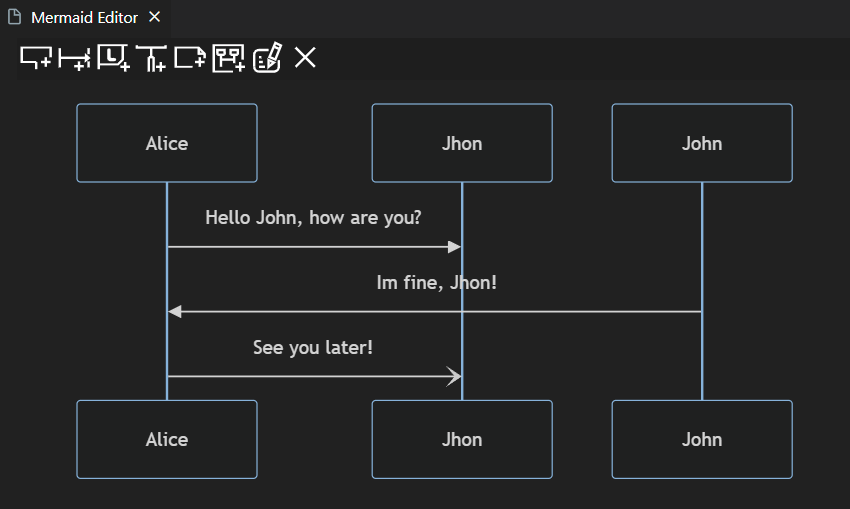 Mermaid Editor
Alice
Jhon
John
Hello John, how are you?
Im fine, Jhon!
See you later!
Alice
Jhon
John